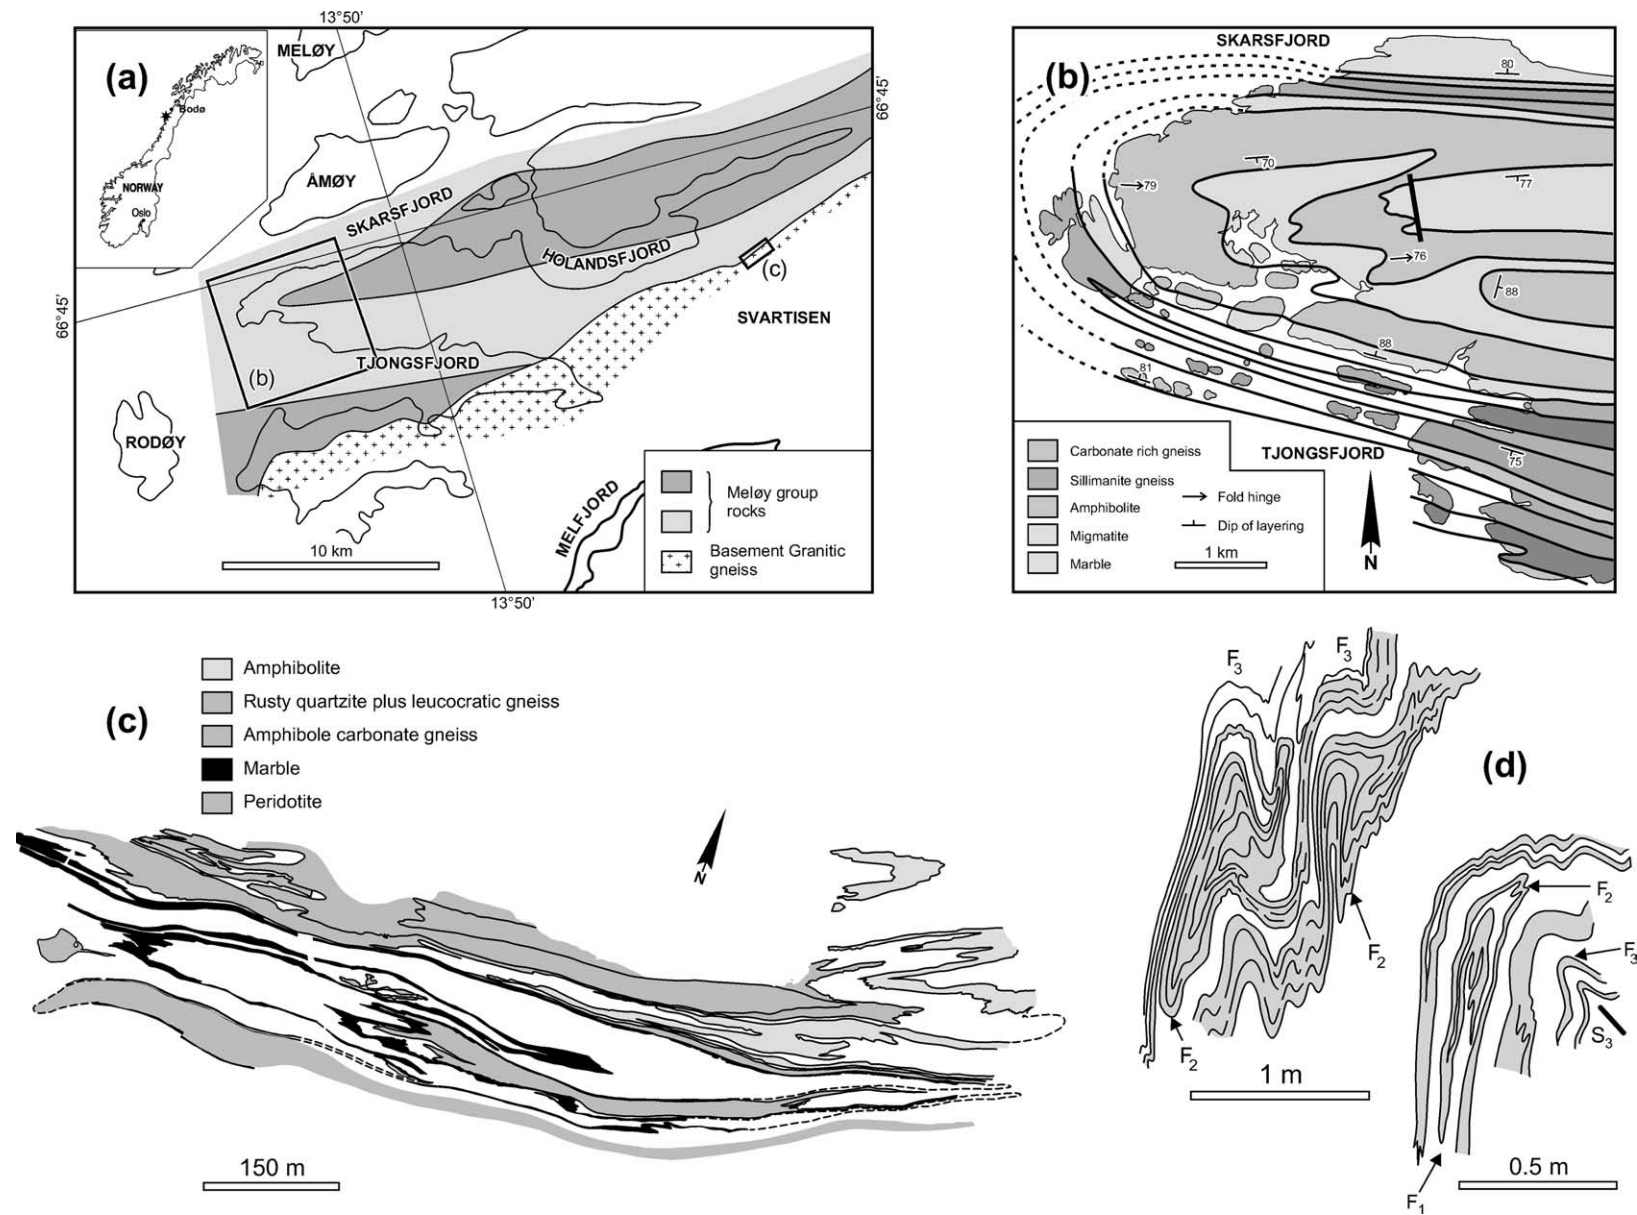 13°50'
MELØY
(a)
Bodø
NORWAY
Oslo
66°45'
ÅMØY
SKARSFJORD
HOLANDSFJORD
(c)
66°45'
SVARTISEN
TJONGSFJORD
(b)
RODØY
MELFJORD
10 km
Meløy group
rocks
Basement Granitic
gneiss
13°50'
SKARSFJORD
(b)
80
70
77
79
76
88
88
81
75
TJONGSFJORD
Carbonate rich gneiss
Sillimanite gneiss
Amphibolite
Migmatite
Marble
Fold hinge
Dip of layering
1 km
N
Amphibolite
Rusty quartzite plus leucocratic gneiss
Amphibole carbonate gneiss
Marble
Peridotite
(c)
N
150 m
F3
F3
(d)
F2
F2
1 m
F2
F3
S3
F1
0.5 m